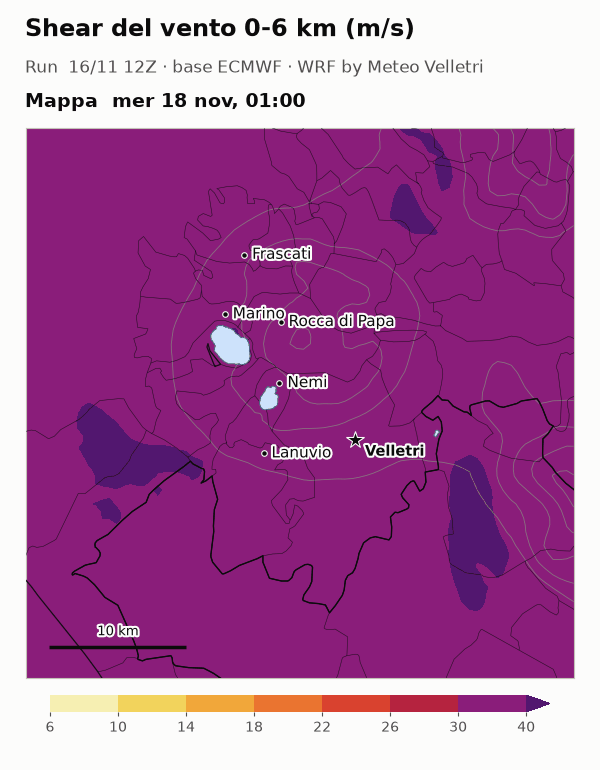 Shear del vento 0-6 km (m/s)
Run  16/11 12Z · base ECMWF · WRF by Meteo Velletri
Mappa  mer 18 nov, 01:00
Frascati
Marino
Rocca di Papa
Nemi
Velletri
Lanuvio
10 km
6 10 14 18 22 26 30 40